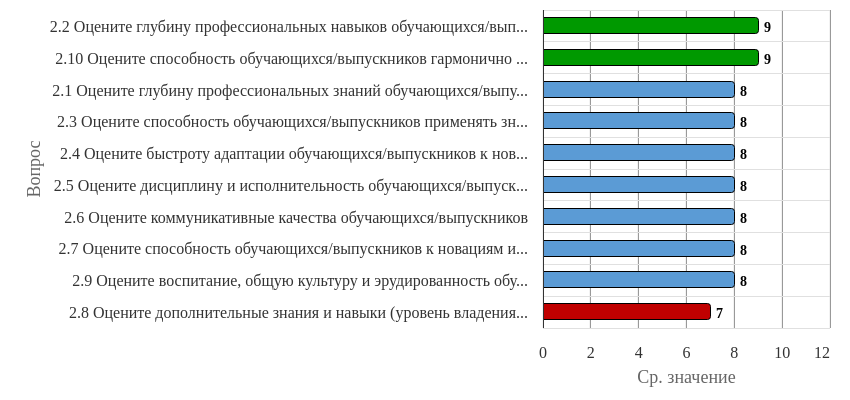 2.2 Оцените глубину профессиональных навыков обучающихся/вып... 9
2.10 Оцените способность обучающихся/выпускников гармонично ... 9
2.1 Оцените глубину профессиональных знаний обучающихся/выпу... 8
2.3 Оцените способность обучающихся/выпускников применять зн... 8
2.4 Оцените быстроту адаптации обучающихся/выпускников к нов... 8
2.5 Оцените дисциплину и исполнительность обучающихся/выпуск... 8
2.6 Оцените коммуникативные качества обучающихся/выпускников 8
2.7 Оцените способность обучающихся/выпускников к новациям и... 8
2.9 Оцените воспитание, общую культуру и эрудированность обу... 8
2.8 Оцените дополнительные знания и навыки (уровень владения... 7
Вопрос
0 2 4 6 8 10 12
Ср. значение